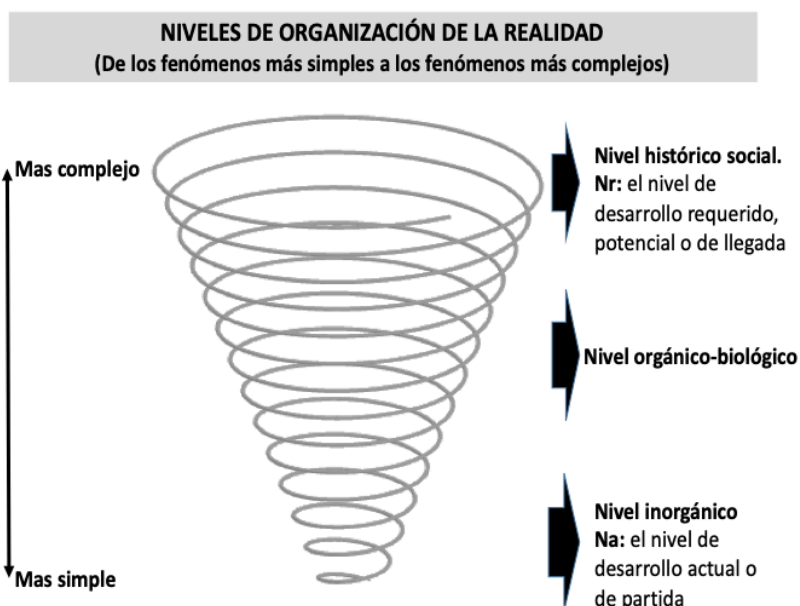 NIVELES DE ORGANIZACIÓN DE LA REALIDAD
(De los fenómenos más simples a los fenómenos más complejos)
Mas complejo
Nivel histórico social.
Nr: el nivel de
desarrollo requerido,
potencial o de llegada
Nivel orgánico-biológico
Nivel inorgánico
Na: el nivel de
desarrollo actual o
de partida
Mas simple